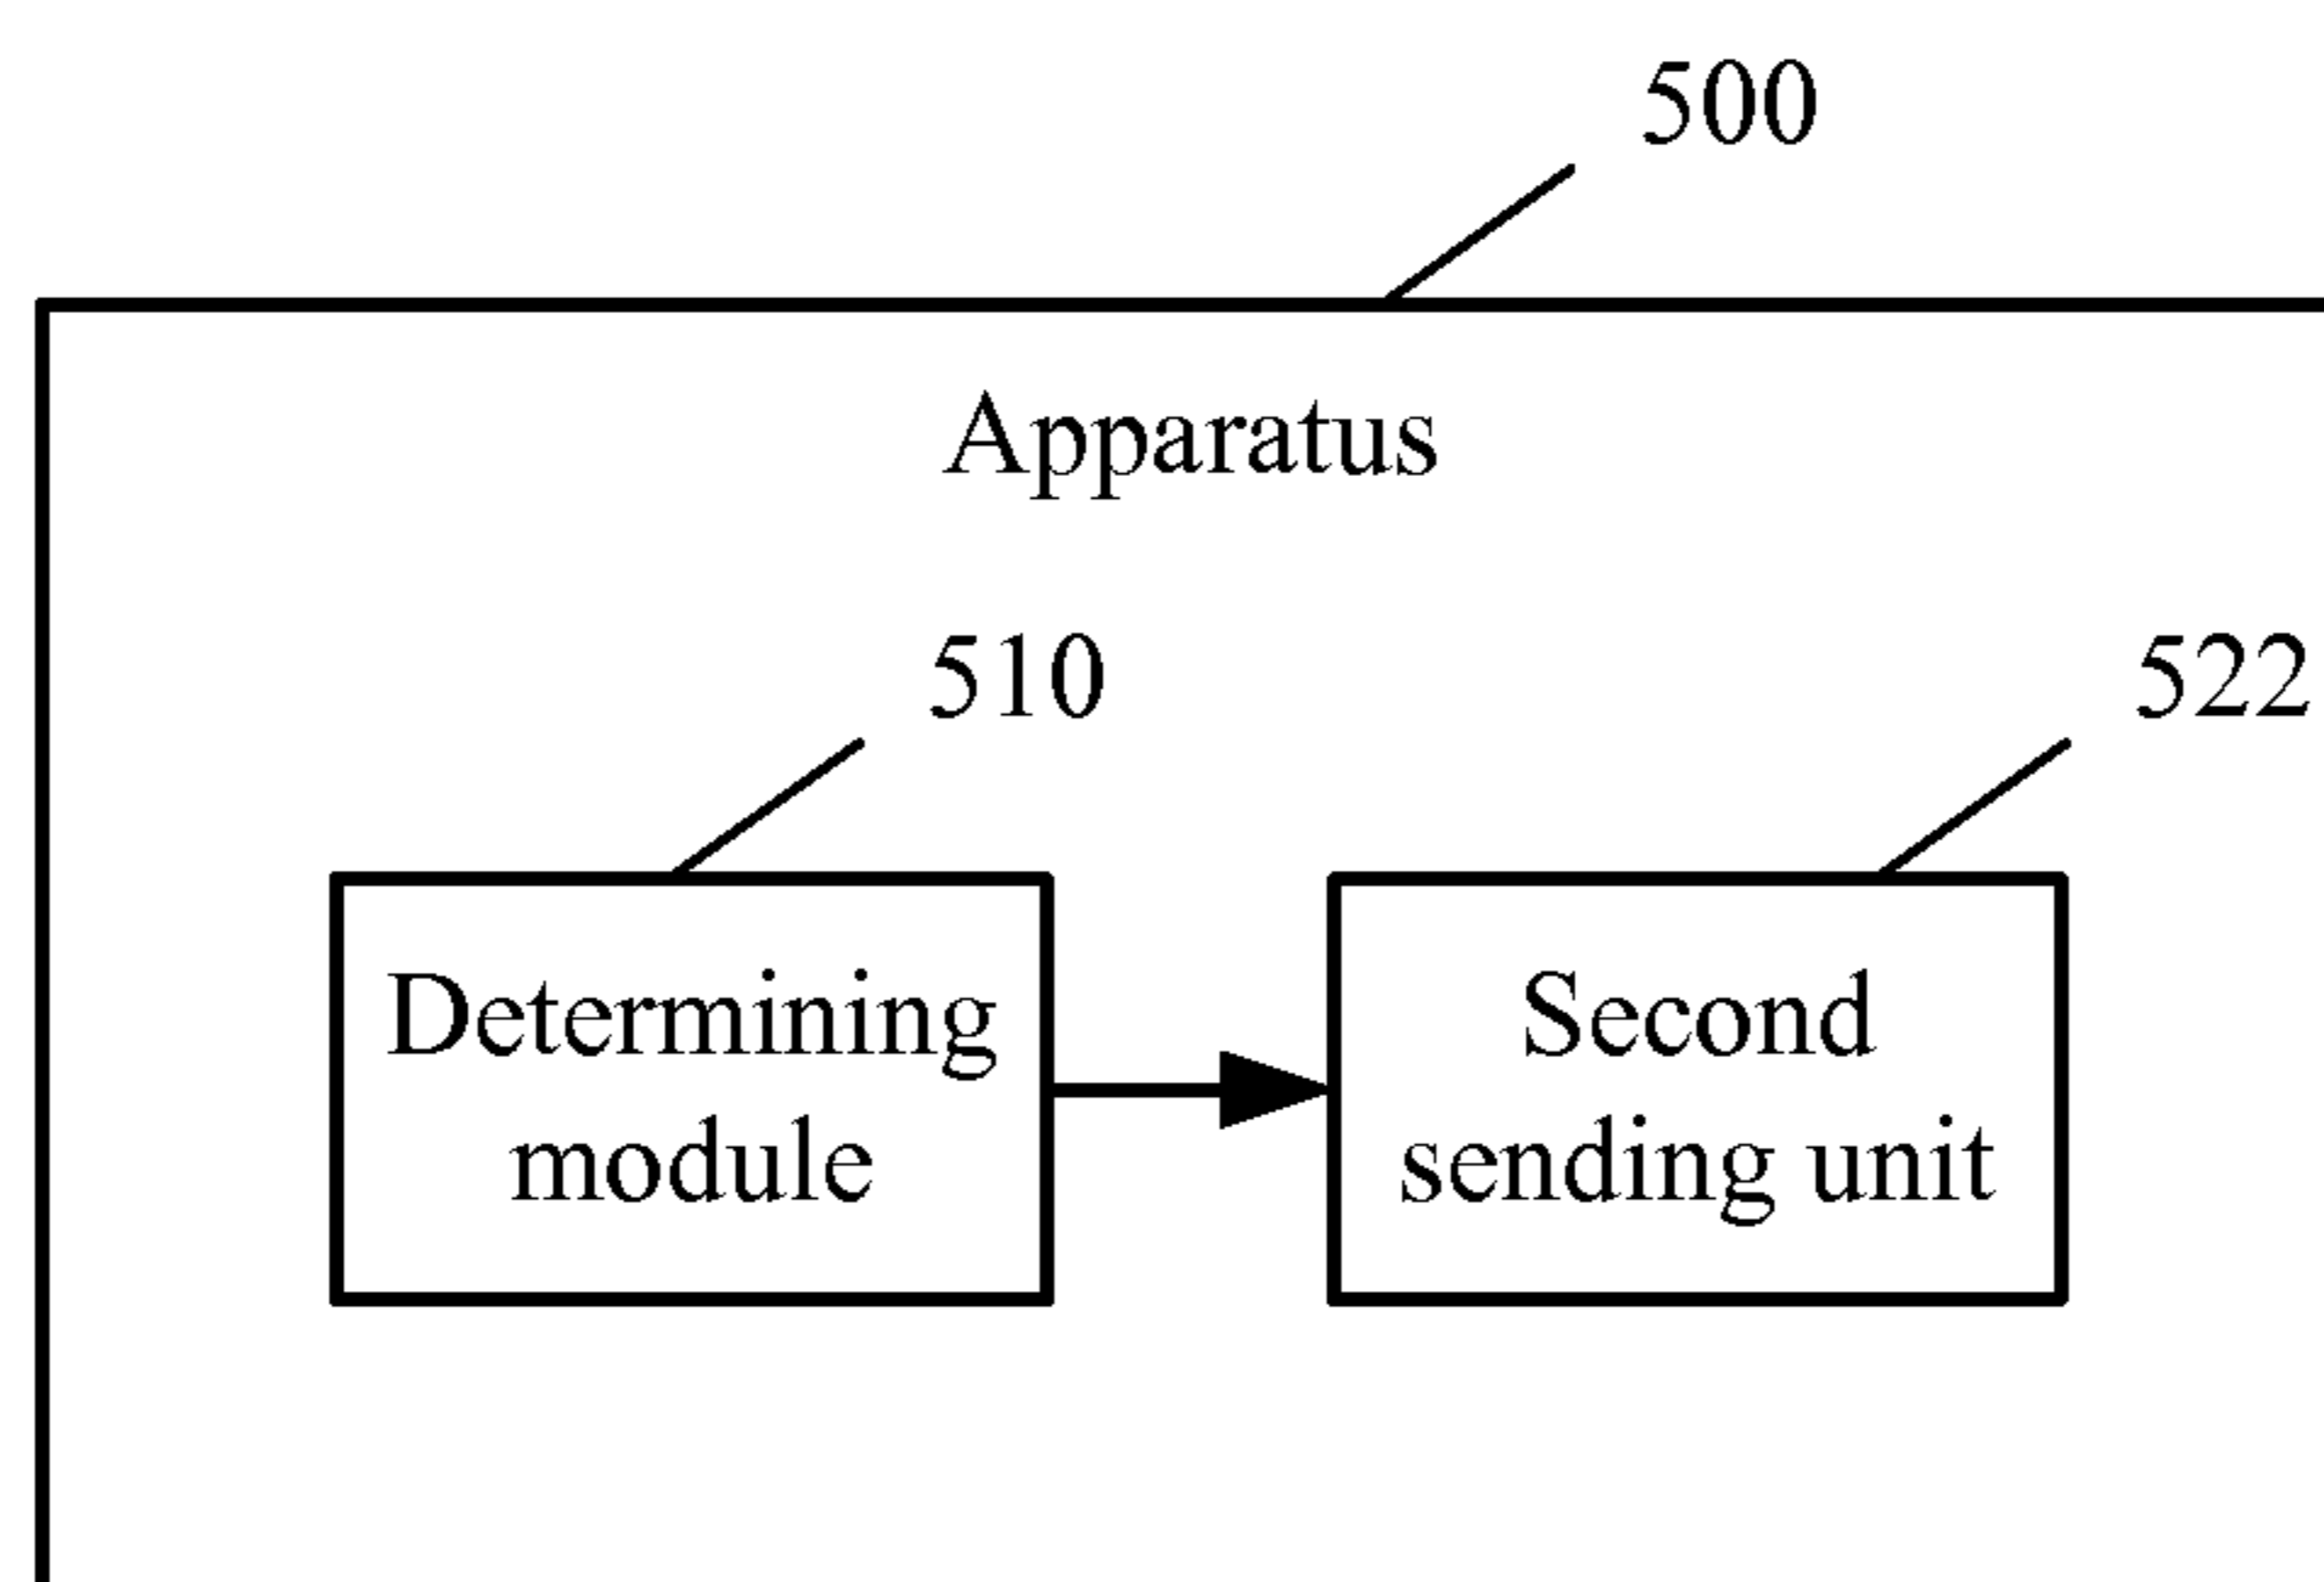 500
Apparatus
510
522
Determining
module
Second
sending unit